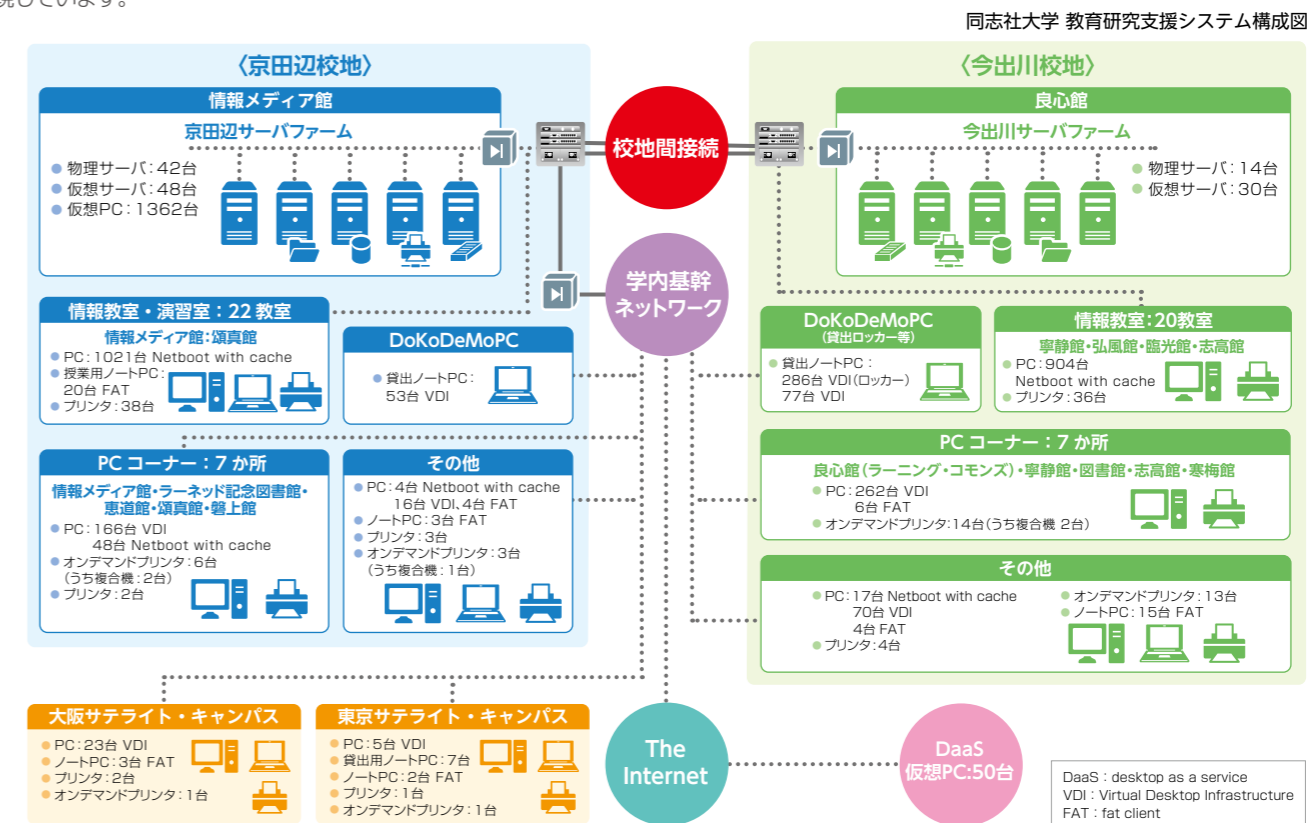 現しています。
同志社大学 教育研究支援システム構成図
〈京田辺校地〉
情報メディア館
京田辺サーバファーム
● 物理サーバ：42台
● 仮想サーバ：48台
● 仮想PC：1362台
校地間接続
〈今出川校地〉
良心館
今出川サーバファーム
● 物理サーバ：14台
● 仮想サーバ：30台
学内基幹
ネットワーク
情報教室・演習室：22 教室
情報メディア館：頌真館
● PC：1021台 Netboot with cache
● 授業用ノートPC：
20台 FAT
● プリンタ：38台
DoKoDeMoPC
● 貸出ノートPC：
53台 VDI
DoKoDeMoPC
（貸出ロッカー等）
● 貸出ノートPC：
286台 VDI（ロッカー）
77台 VDI
情報教室：20教室
寧静館・弘風館・臨光館・志高館
● PC：904台
Netboot with cache
● プリンタ：36台
PC コーナー：7 か所
情報メディア館・ラーネッド記念図書館・
恵道館・頌真館・磐上館
● PC：166台 VDI
48台 Netboot with cache
● オンデマンドプリンタ：6台
（うち複合機：2台）
● プリンタ：2台
その他
● PC：4台 Netboot with cache
16台 VDI、4台 FAT
● ノートPC：3台 FAT
● プリンタ：3台
● オンデマンドプリンタ：3台
（うち複合機：1台）
PC コーナー：7 か所
良心館（ラーニング・コモンズ）・寧静館・図書館・志高館・寒梅館
● PC：262台 VDI
6台 FAT
● オンデマンドプリンタ：14台（うち複合機 2台）
その他
● PC：17台 Netboot with cache
70台 VDI
4台 FAT
● プリンタ：4台
● オンデマンドプリンタ：13台
● ノートPC：15台 FAT
大阪サテライト・キャンパス
● PC：23台 VDI
● ノートPC：3台 FAT
● プリンタ：2台
● オンデマンドプリンタ：1台
東京サテライト・キャンパス
● PC：5台 VDI
● 貸出用ノートPC：7台
● ノートPC：2台 FAT
● プリンタ：1台
● オンデマンドプリンタ：1台
The
Internet
DaaS
仮想PC：50台
DaaS：desktop as a service
VDI：Virtual Desktop Infrastructure
FAT：fat client